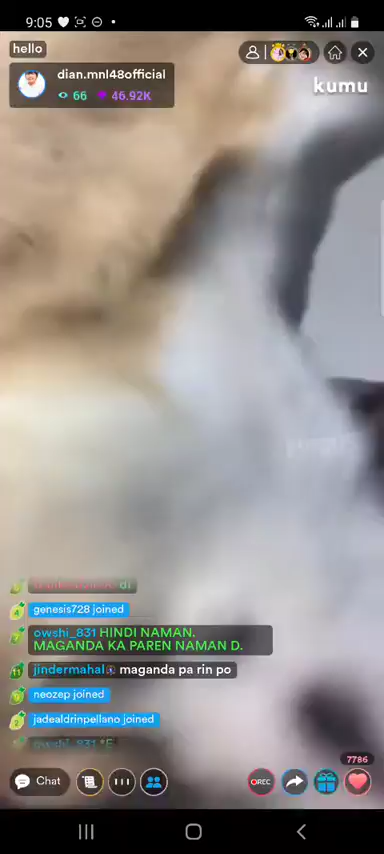 9:05
hello
dian.mnl48official
66 46.92K
kumu
genesis728 joined
owshi_831 HINDI NAMAN.
MAGANDA KA PAREN NAMAN D.
jindermahal maganda pa rin po
neozep joined
jadealdrinpellano joined
owshi_831 *E
7786
Chat
REC